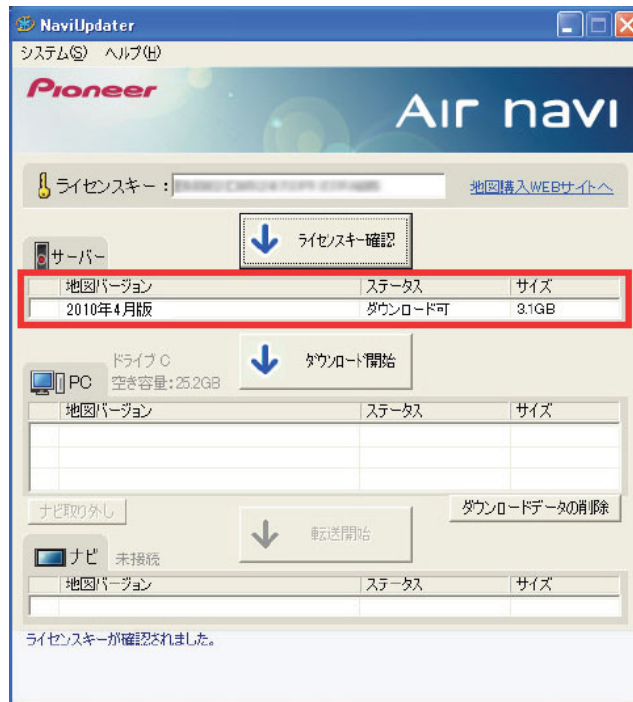 NaviUpdater
システム(S) ヘルプ(H)
Pioneer
AIr navI
ライセンスキー：
地図購入WEBサイトへ
ライセンスキー確認
サーバー
地図バージョン ステータス サイズ
2010年4月版 ダウンロード可 3.1GB
ドライブ C
ダウンロード開始
PC 空き容量：25.2GB
地図バージョン ステータス サイズ
ナビ取り外し
ダウンロードデータの削除
転送開始
ナビ 未接続
地図バージョン ステータス サイズ
ライセンスキーが確認されました。